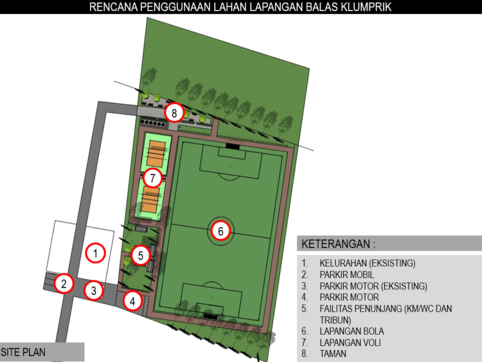 RENCANA PENGGUNAAN LAHAN LAPANGAN BALAS KLUMPRIK
8
7
6
1
5
2
3
4
KETERANGAN :
1. KELURAHAN (EKSISTING)
2. PARKIR MOBIL
3. PARKIR MOTOR (EKSISTING)
4. PARKIR MOTOR
5. FAILITAS PENUNJANG (KM/WC DAN
TRIBUN)
6. LAPANGAN BOLA
7. LAPANGAN VOLI
8. TAMAN
SITE PLAN